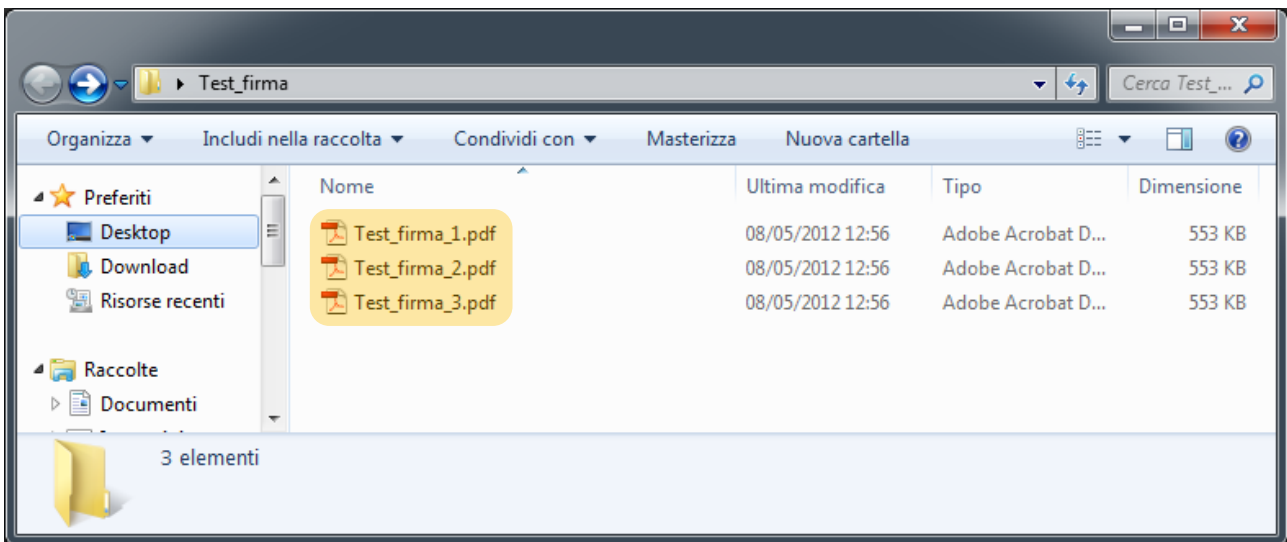 Test_firma
Cerca Test_...
Organizza Includi nella raccolta Condividi con Masterizza Nuova cartella
Preferiti
Desktop
Download
Risorse recenti
Raccolte
Documenti
Nome Ultima modifica Tipo Dimensione
Test_firma_1.pdf 08/05/2012 12:56 Adobe Acrobat D... 553 KB
Test_firma_2.pdf 08/05/2012 12:56 Adobe Acrobat D... 553 KB
Test_firma_3.pdf 08/05/2012 12:56 Adobe Acrobat D... 553 KB
3 elementi